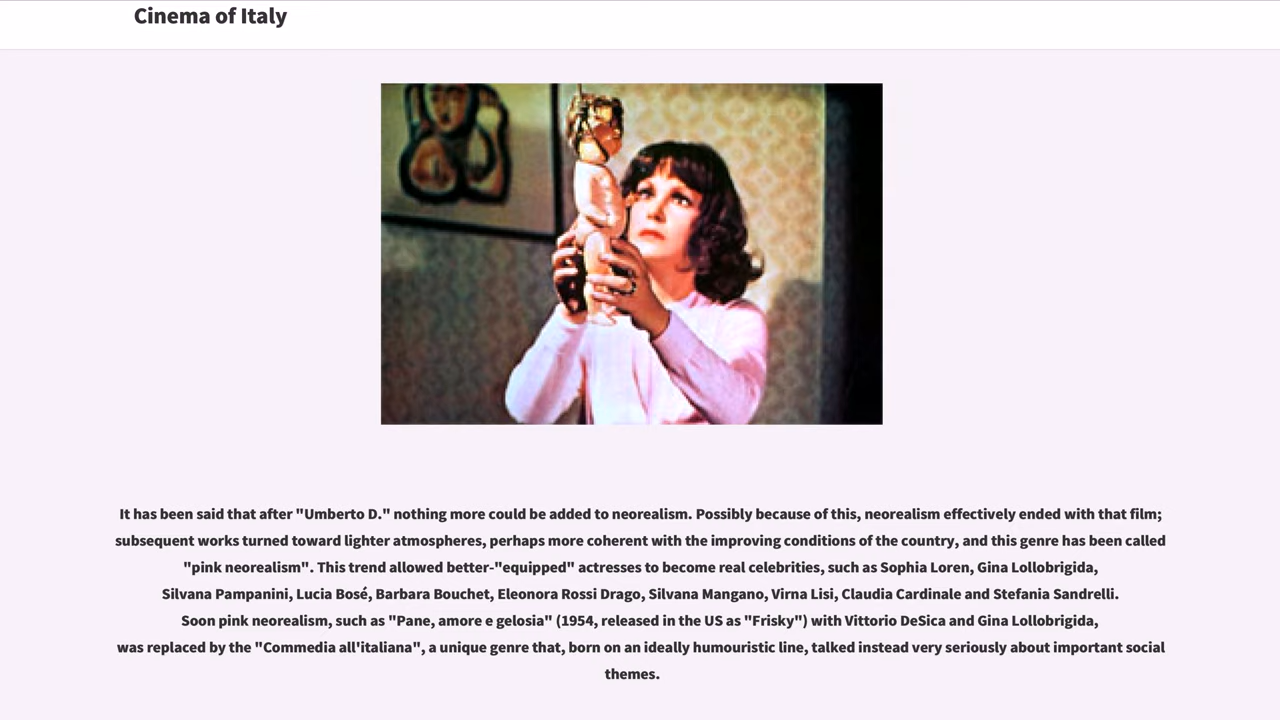 Cinema of Italy
It has been said that after "Umberto D." nothing more could be added to neorealism. Possibly because of this, neorealism effectively ended with that film;
subsequent works turned toward lighter atmospheres, perhaps more coherent with the improving conditions of the country, and this genre has been called
"pink neorealism". This trend allowed better-"equipped" actresses to become real celebrities, such as Sophia Loren, Gina Lollobrigida,
Silvana Pampanini, Lucia Bosé, Barbara Bouchet, Eleonora Rossi Drago, Silvana Mangano, Virna Lisi, Claudia Cardinale and Stefania Sandrelli.
Soon pink neorealism, such as "Pane, amore e gelosia" (1954, released in the US as "Frisky") with Vittorio DeSica and Gina Lollobrigida,
was replaced by the "Commedia all'italiana", a unique genre that, born on an ideally humouristic line, talked instead very seriously about important social
themes.